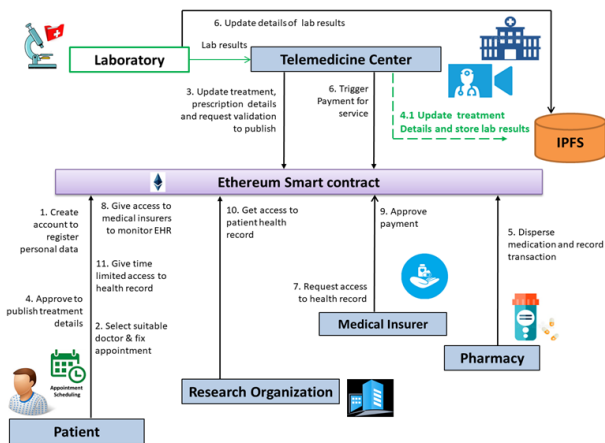 6. Update details of lab results
Laboratory
Lab results
Telemedicine Center
3. Update treatment,
prescription details
and request validation
to publish
6. Trigger
Payment for
service
4.1 Update treatment
Details and store lab results
IPFS
Ethereum Smart contract
1. Create
account to
register
personal data
8. Give access to
medical insurers
to monitor EHR
10. Get access to
patient health
record
9. Approve
payment
5. Disperse
medication and record
transaction
11. Give time
limited access to
health record
7. Request access
to health record
4. Approve to
publish treatment
details
2. Select suitable
doctor & fix
appointment
Medical Insurer
Pharmacy
Appointment
Scheduling
Research Organization
Patient